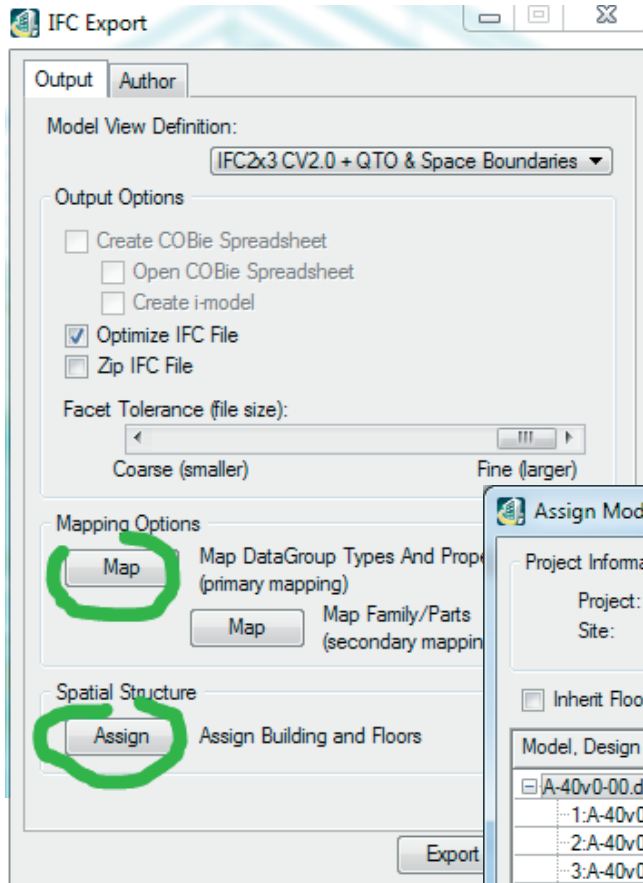 IFC Export
Output Author
Model View Definition:
IFC2x3 CV2.0 + QTO & Space Boundaries
Output Options
Create COBie Spreadsheet
Open COBie Spreadsheet
Create i-model
Optimize IFC File
Zip IFC File
Facet Tolerance (file size):
Coarse (smaller) Fine (larger)
Mapping Options
Map Map DataGroup Types And Prope
(primary mapping)
Map Map Family/Parts
(secondary mappin
Spatial Structure
Assign Assign Building and Floors
Export
Assign Mod
Project Informa
Project:
Site:
Inherit Floo
Model, Design
A-40v0-00.d
1:A-40v0
2:A-40v0
3:A-40v0